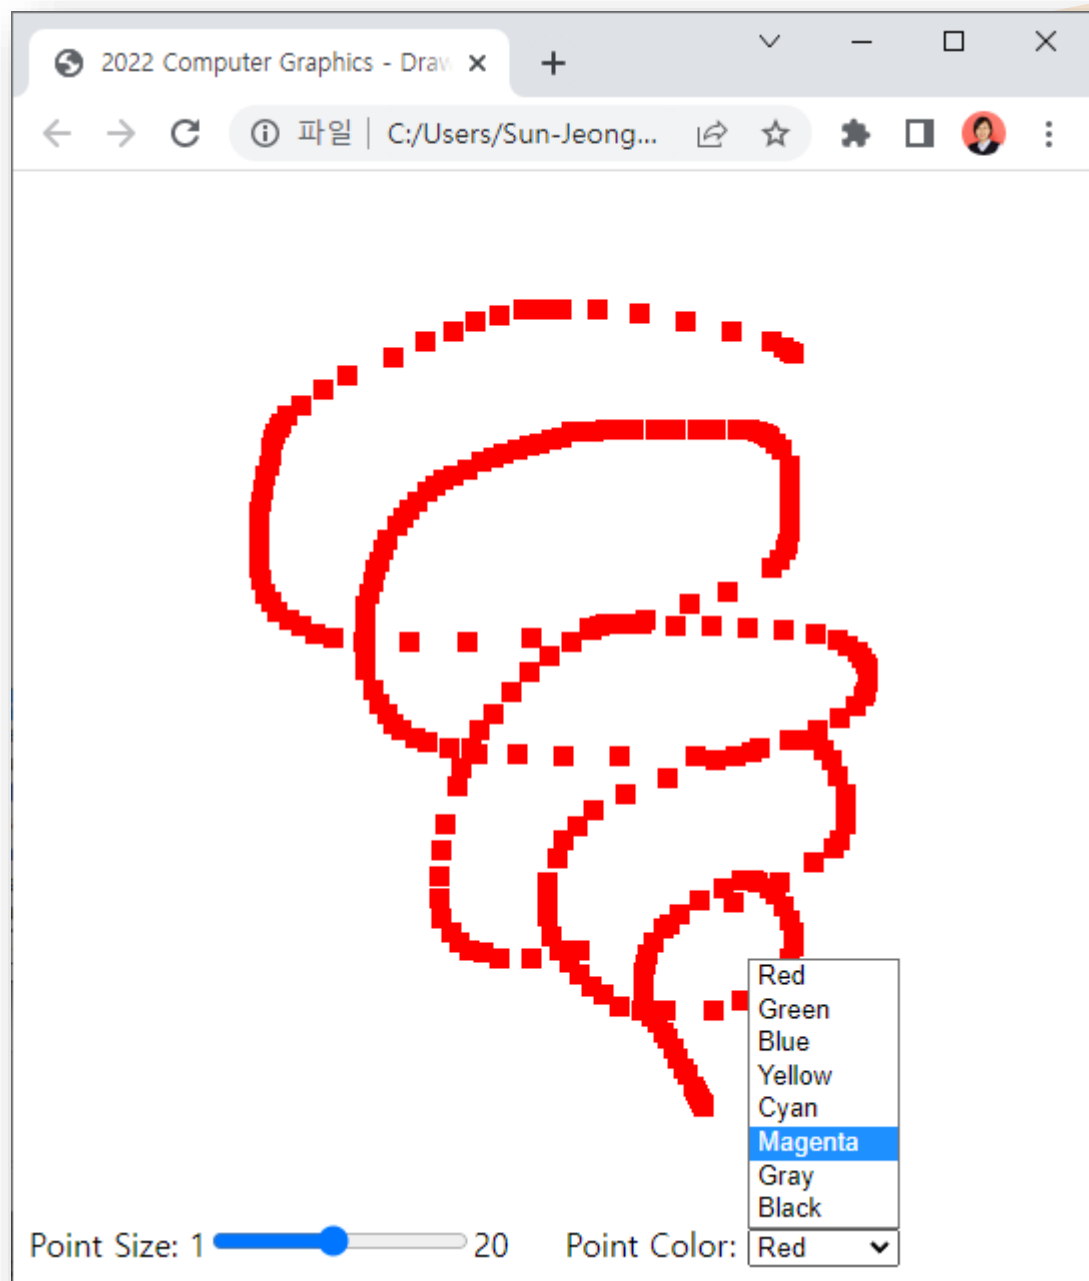 2022 Computer Graphics - Draw
파일 | C:/Users/Sun-Jeong...
Red
Green
Blue
Yellow
Cyan
Magenta
Gray
Black
Point Size: 1 20 Point Color: Red